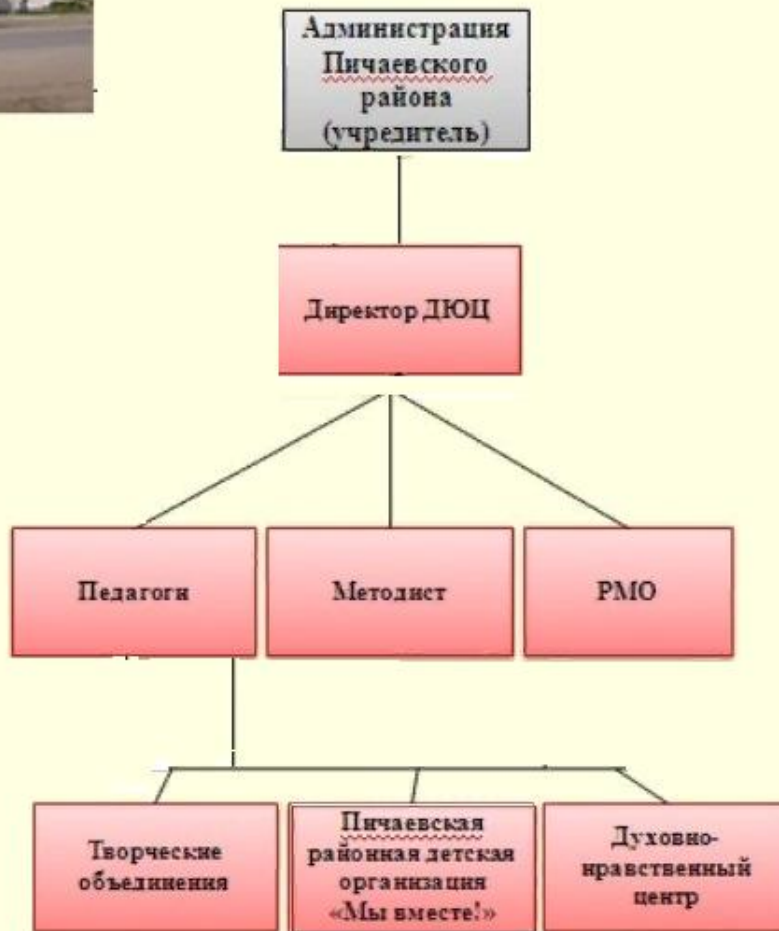 Администрация
Пичаевского
района
(учредитель)
Директор ДЮЦ
Педагоги
Методист
РМО
Творческие
объединения
Пичаевская
районная детская
организация
«Мы вместе!»
Духовно-
нравственный
центр